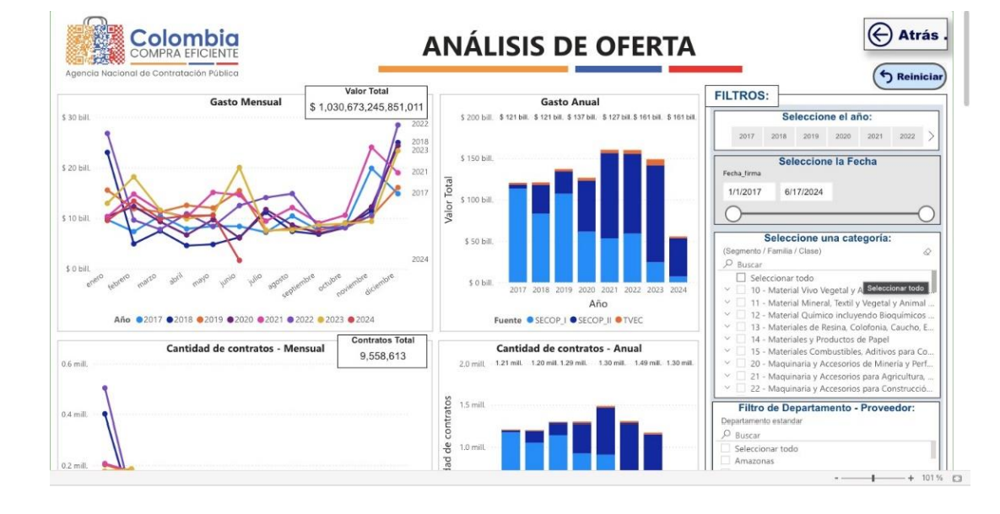 Colombia
COMPRA EFICIENTE
Agencia Nacional de Contratación Pública
ANÁLISIS DE OFERTA
Atrás .
Reiniciar
Gasto Mensual
Valor Total
$ 1,030,673,245,851,011
$ 30 bill.
$ 20 bill.
$ 10 bill.
$ 0 bill.
2022
2018
2023
2021
2017
2024
enero
febrero
marzo
abril
mayo
junio
julio
agosto
septiembre
octubre
noviembre
diciembre
Año 2017 2018 2019 2020 2021 2022 2023 2024
Gasto Anual
$ 121 bill. $ 121 bill. $ 137 bill. $ 127 bill. $ 161 bill. $ 161 bill.
$ 200 bill.
$ 150 bill.
$ 100 bill.
$ 50 bill.
$ 0 bill.
Valor Total
2017 2018 2019 2020 2021 2022 2023 2024
Año
Fuente SECOP_I SECOP_II TVEC
Cantidad de contratos - Mensual
Contratos Total
9,558,613
0.6 mill.
0.4 mill.
0.2 mill.
Cantidad de contratos - Anual
1.21 mill. 1.20 mill. 1.29 mill. 1.30 mill. 1.49 mill. 1.30 mill.
2.0 mill.
1.5 mill.
1.0 mill.
dad de contratos
FILTROS:
Seleccione el año:
2017 2018 2019 2020 2021 2022
Seleccione la Fecha
Fecha_firma
1/1/2017 6/17/2024
Seleccione una categoría:
(Segmento / Familia / Clase)
Buscar
Seleccionar todo
Seleccionar todo
10 - Material Vivo Vegetal y A
11 - Material Mineral, Textil y Vegetal y Animal ...
12 - Material Químico incluyendo Bioquímicos ...
13 - Materiales de Resina, Colofonia, Caucho, E...
14 - Materiales y Productos de Papel
15 - Materiales Combustibles, Aditivos para Co...
20 - Maquinaria y Accesorios de Minería y Perf...
21 - Maquinaria y Accesorios para Agricultura, ...
22 - Maquinaria y Accesorios para Construcció...
Filtro de Departamento - Proveedor:
Departamento estandar
Buscar
Seleccionar todo
Amazonas
- + 101 %